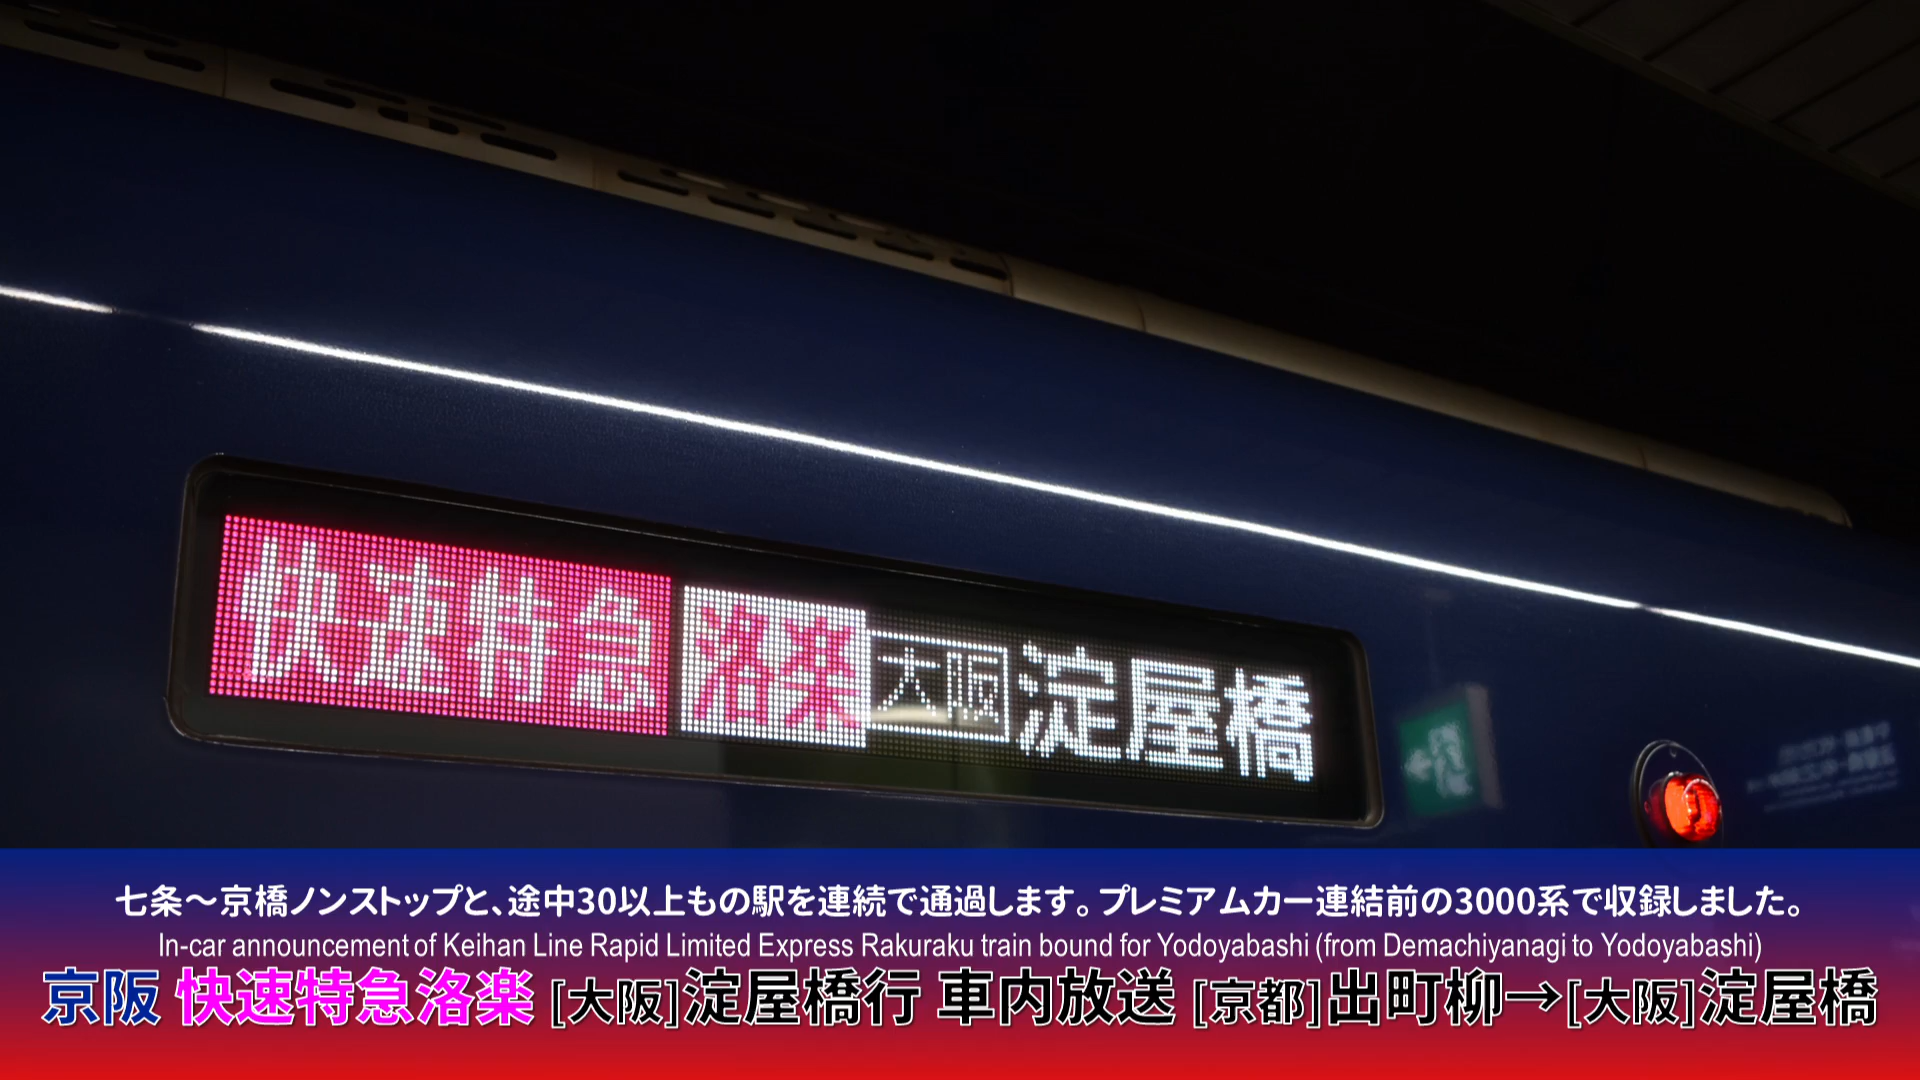 快速特急 洛楽 大阪 淀屋橋
七条～京橋ノンストップと、途中30以上もの駅を連続で通過します。プレミアムカー連結前の3000系で収録しました。
In-car announcement of Keihan Line Rapid Limited Express Rakuraku train bound for Yodoyabashi (from Demachiyanagi to Yodoyabashi)
京阪 快速特急洛楽 [大阪]淀屋橋行 車内放送 [京都]出町柳→[大阪]淀屋橋